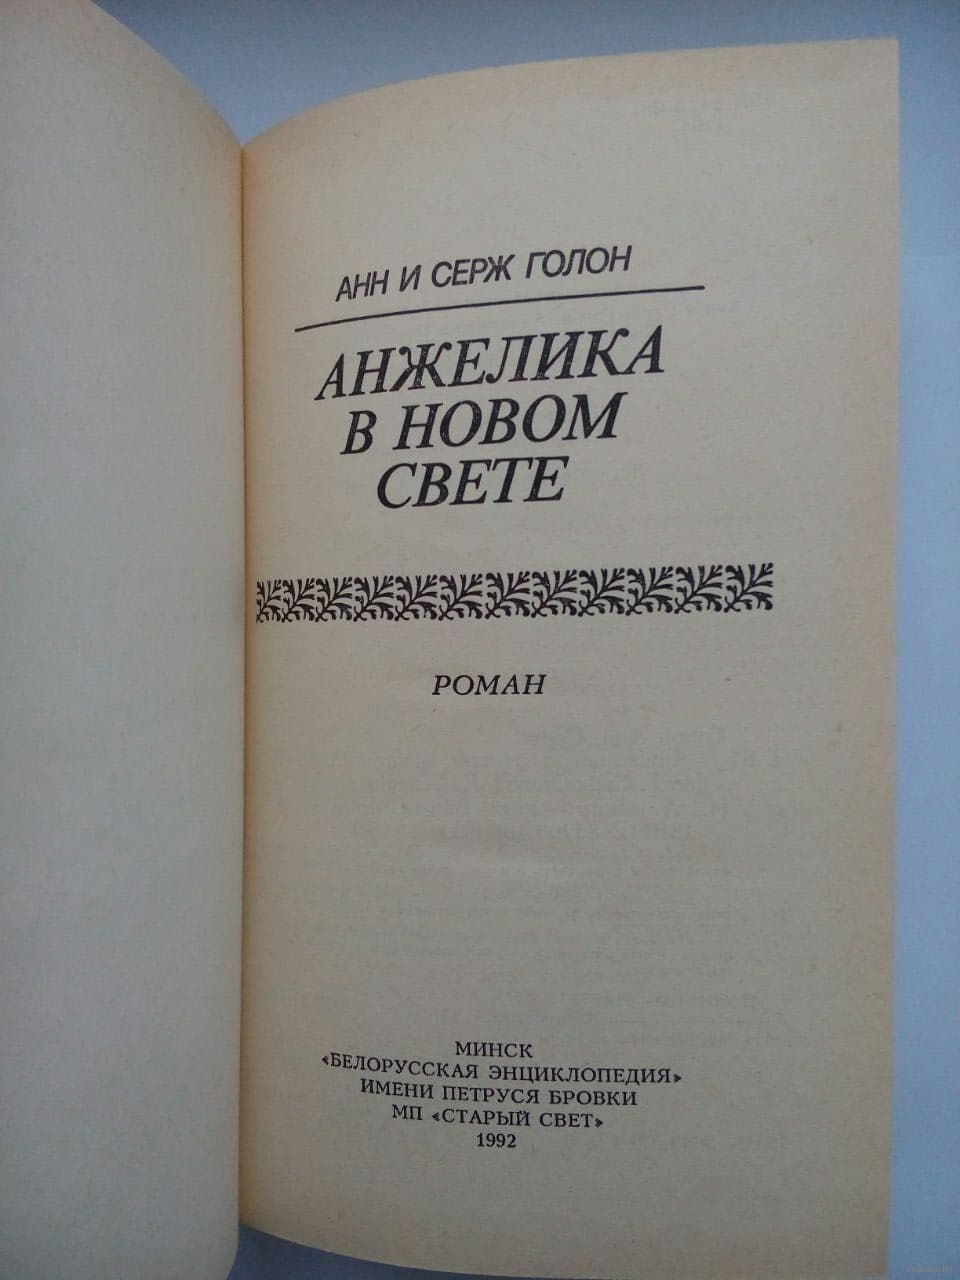 АНН И СЕРЖ ГОЛОН
АНЖЕЛИКА
В НОВОМ
СВЕТЕ
РОМАН
МИНСК
«БЕЛОРУССКАЯ ЭНЦИКЛОПЕДИЯ»
ИМЕНИ ПЕТРУСЯ БРОВКИ
МП «СТАРЫЙ СВЕТ»
1992